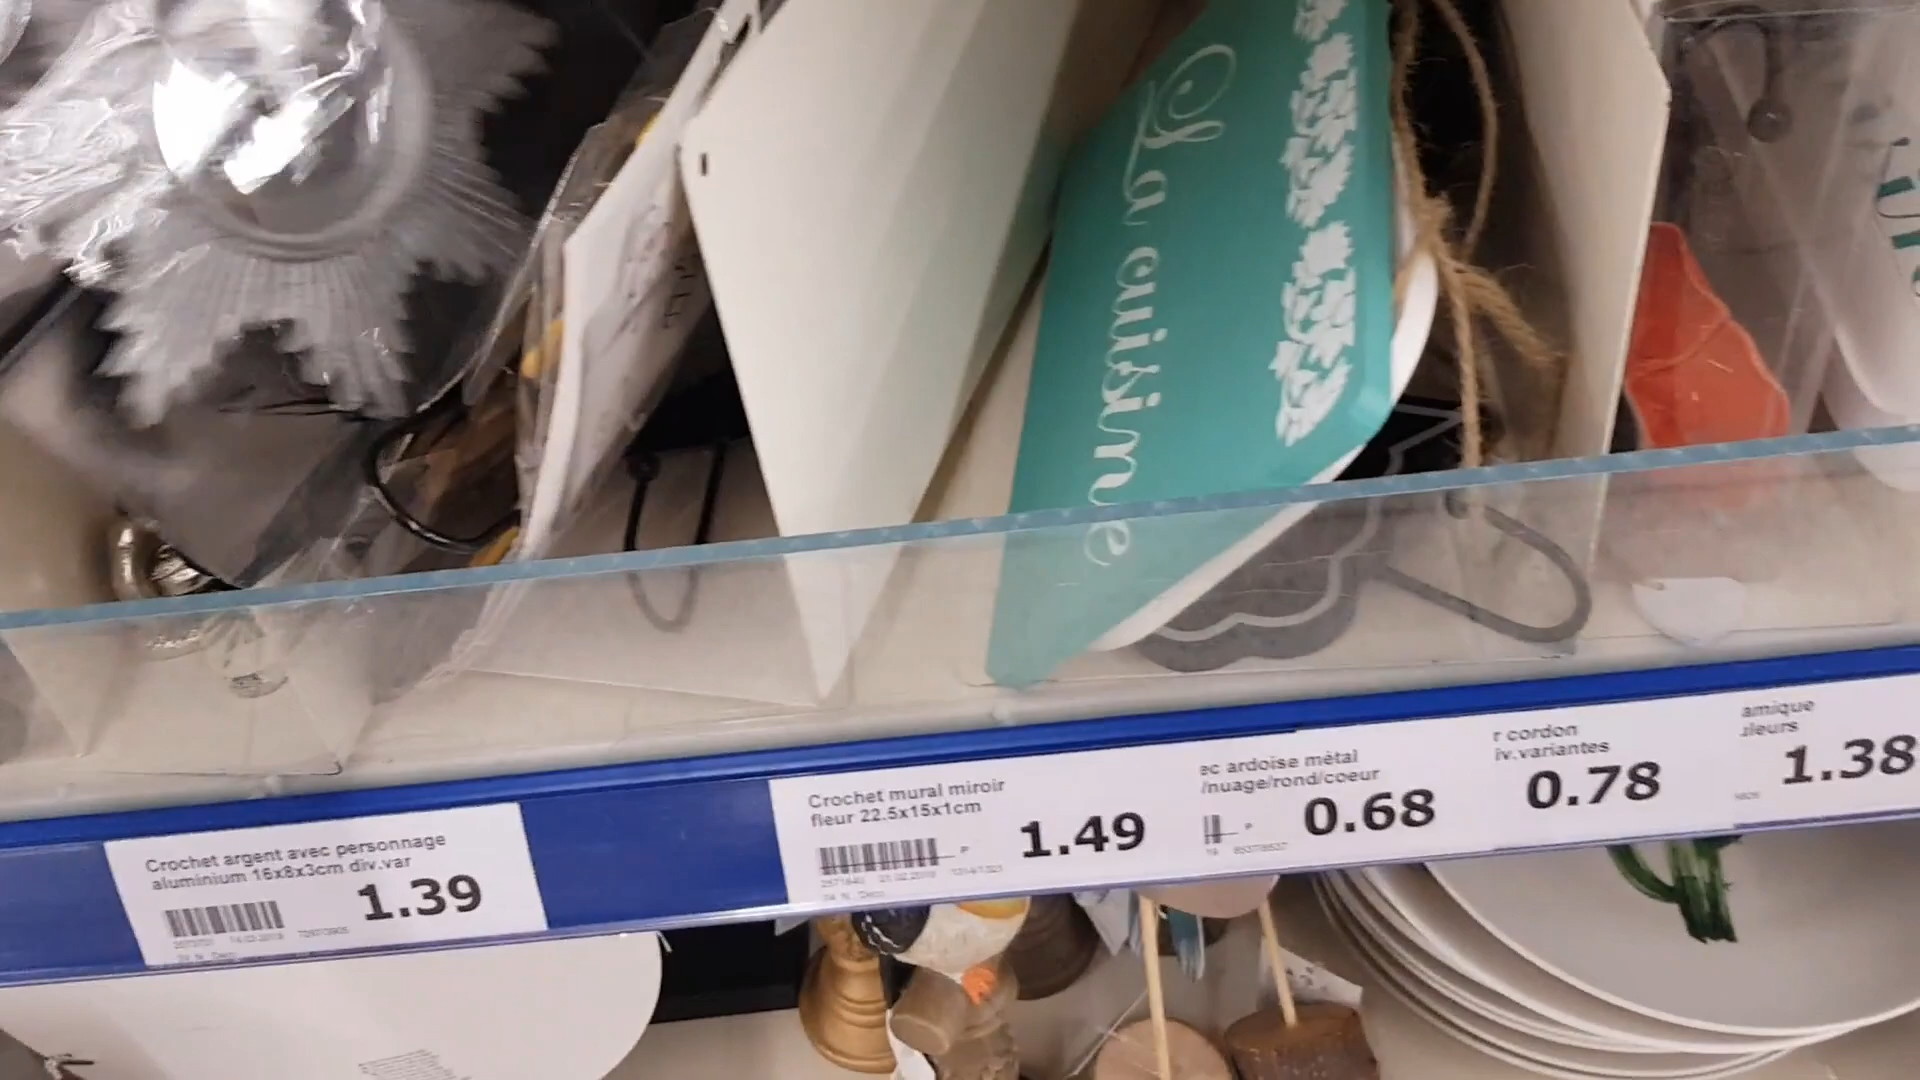 La cuisine
Crochet argent avec personnage
aluminium 16x8x3cm div.var
1.39
Crochet mural miroir
fleur 22.5x15x1cm
1.49
ec ardoise métal
/nuage/rond/coeur
0.68
r cordon
iv.variantes
0.78
amique
leurs
1.38